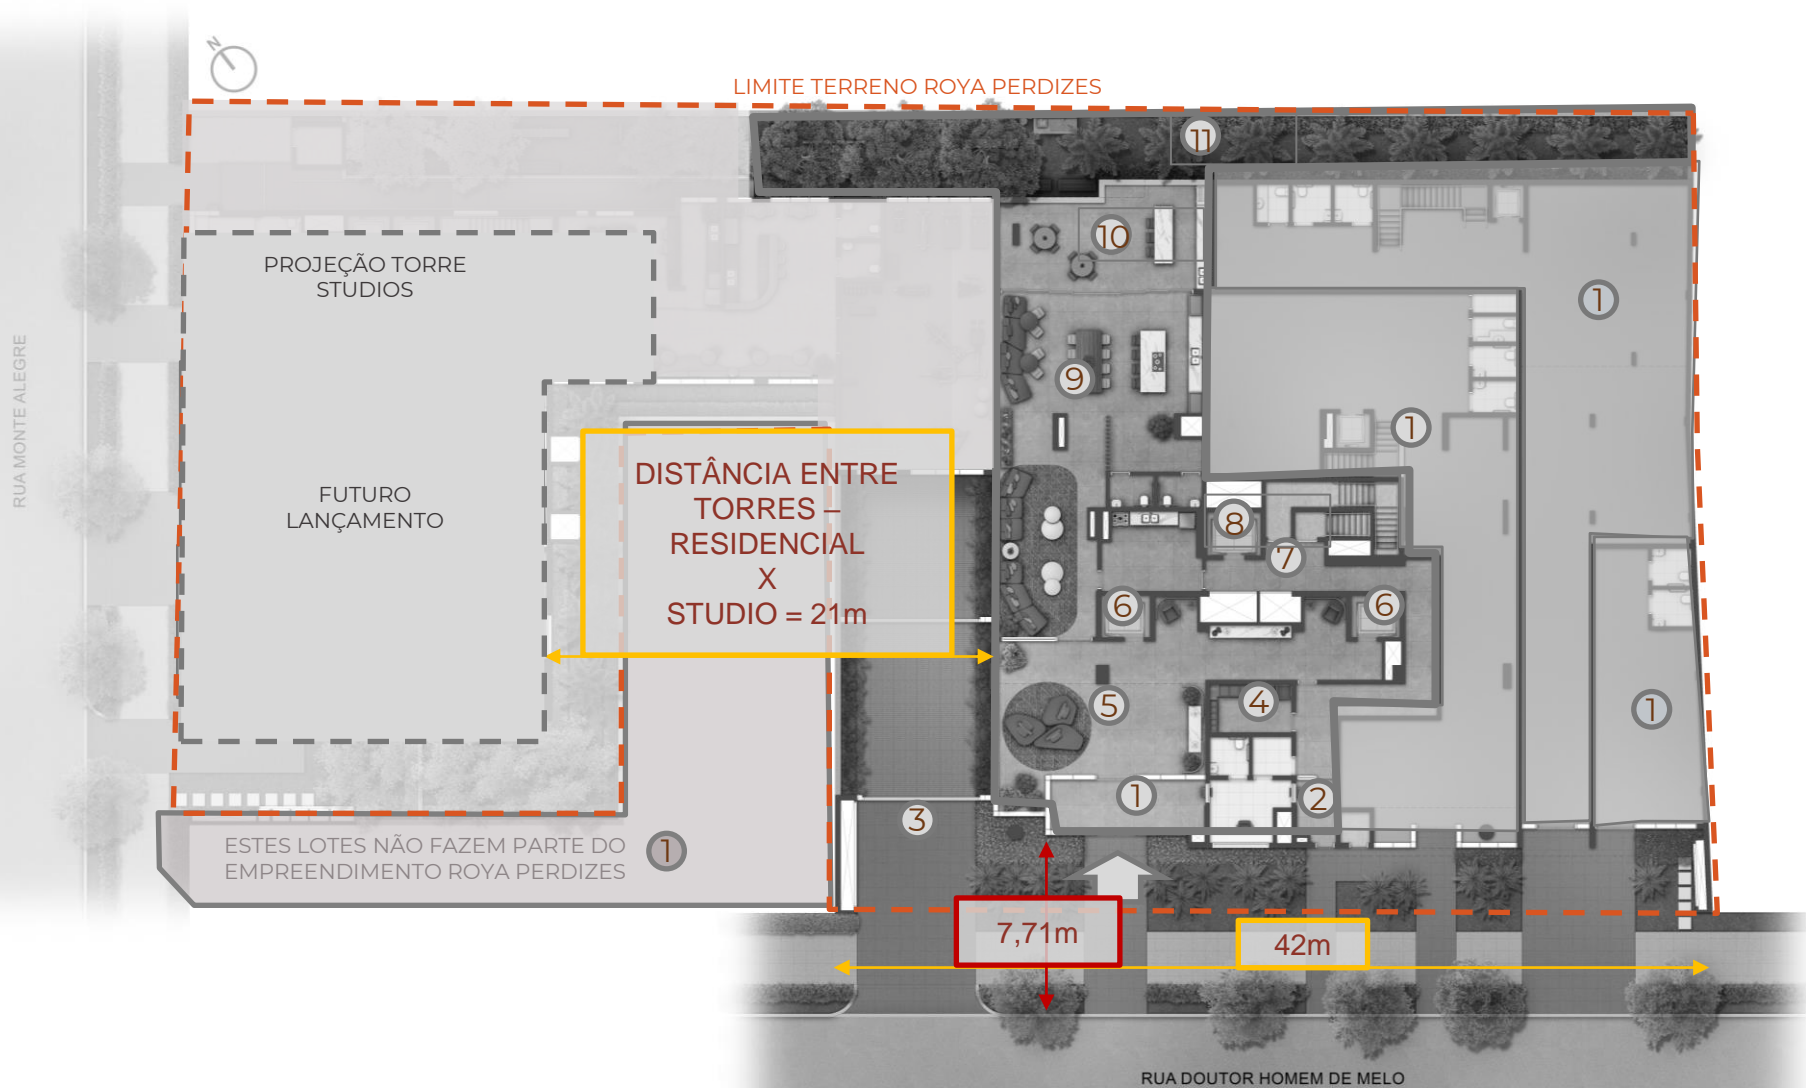 N
LIMITE TERRENO ROYA PERDIZES
11
10
PROJEÇÃO TORRE
STUDIOS
1
RUA MONTE ALEGRE
9
1
DISTÂNCIA ENTRE
TORRES –
RESIDENCIAL
X
STUDIO = 21m
FUTURO
LANÇAMENTO
8
7
6
6
5
4
1
1
2
3
ESTES LOTES NÃO FAZEM PARTE DO
EMPREENDIMENTO ROYA PERDIZES
1
7,71m
42m
RUA DOUTOR HOMEM DE MELO